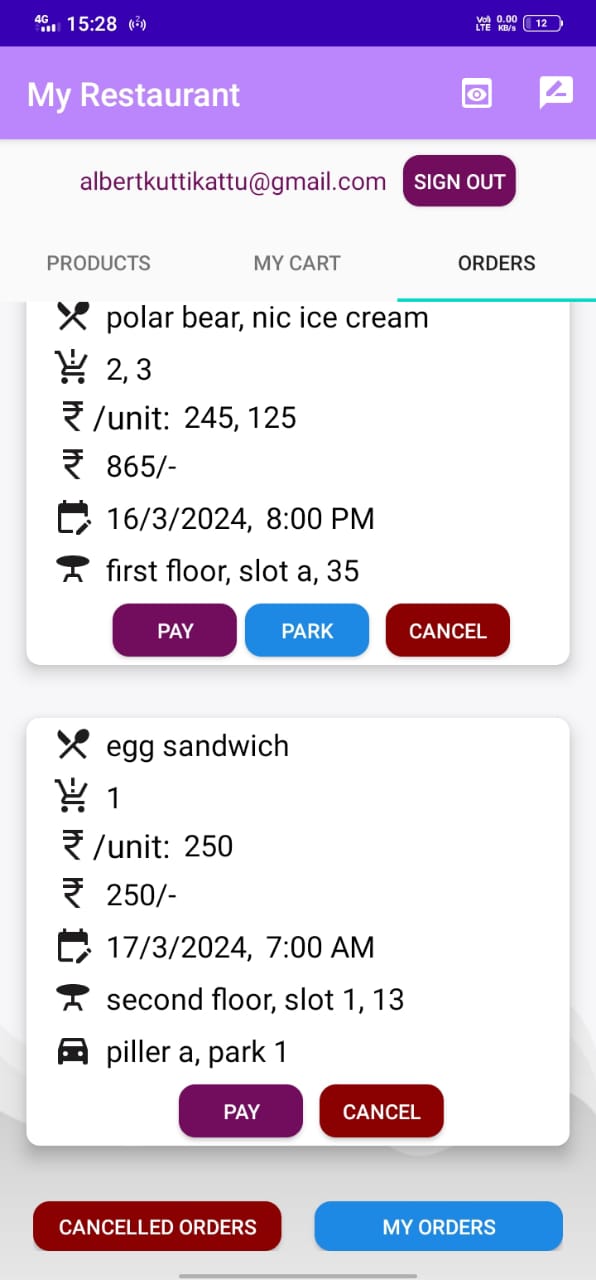 4G 15:28 Vo) LTE 0.00 KB/s 12
My Restaurant
albertkuttikattu@gmail.com SIGN OUT
PRODUCTS MY CART ORDERS
polar bear, nic ice cream
2, 3
₹ /unit: 245, 125
₹ 865/-
16/3/2024, 8:00 PM
first floor, slot a, 35
PAY PARK CANCEL
egg sandwich
1
₹ /unit: 250
₹ 250/-
17/3/2024, 7:00 AM
second floor, slot 1, 13
piller a, park 1
PAY CANCEL
CANCELLED ORDERS MY ORDERS